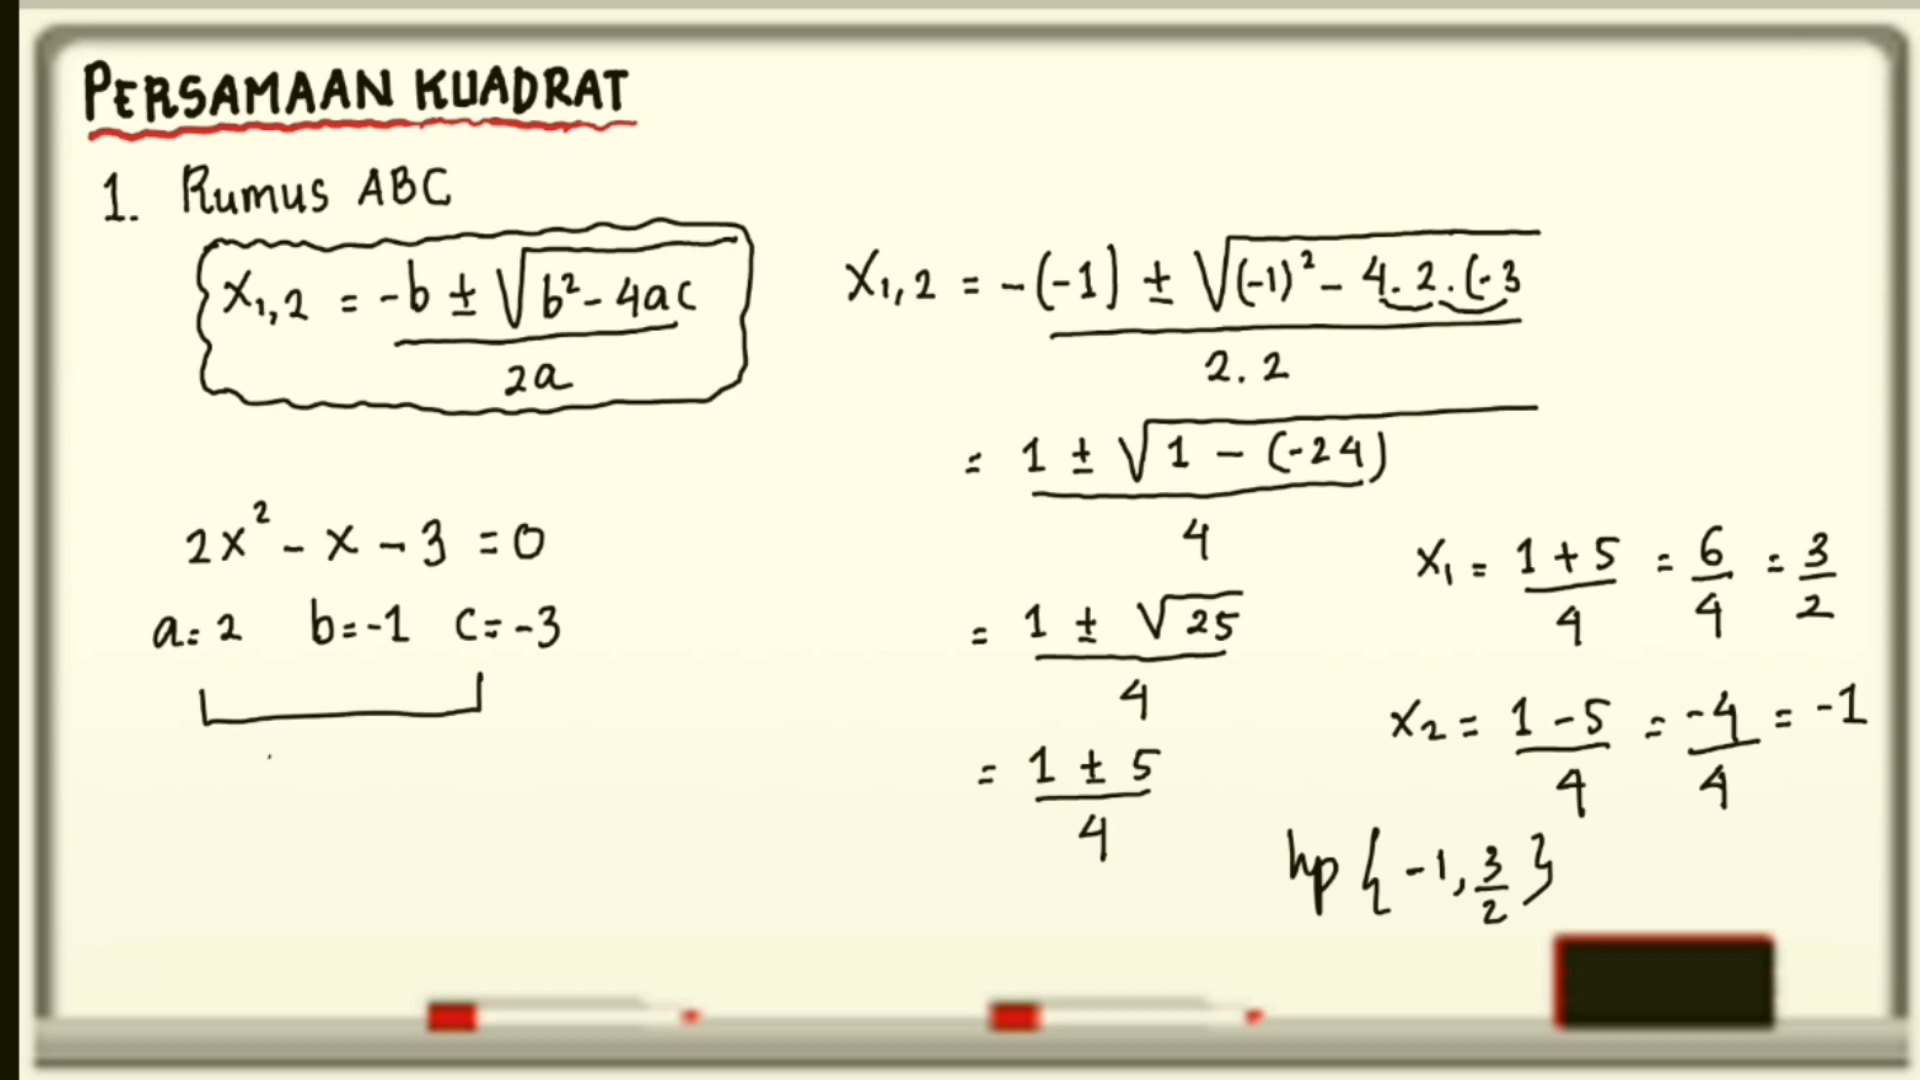 PERSAMAAN KUADRAT
1. Rumus ABC
X₁,₂ = -b ± √b² - 4ac
2a
2x² - x - 3 = 0
a = 2 b = -1 c = -3
X₁,₂ = -(-1) ± √(-1)² - 4.2.(-3
2.2
= 1 ± √1 - (-24)
4
= 1 ± √25
4
= 1 ± 5
4
X₁ = 1 + 5 = 6 = 3
4 4 2
X₂ = 1 - 5 = -4 = -1
4 4
hp { -1, 3/2 }